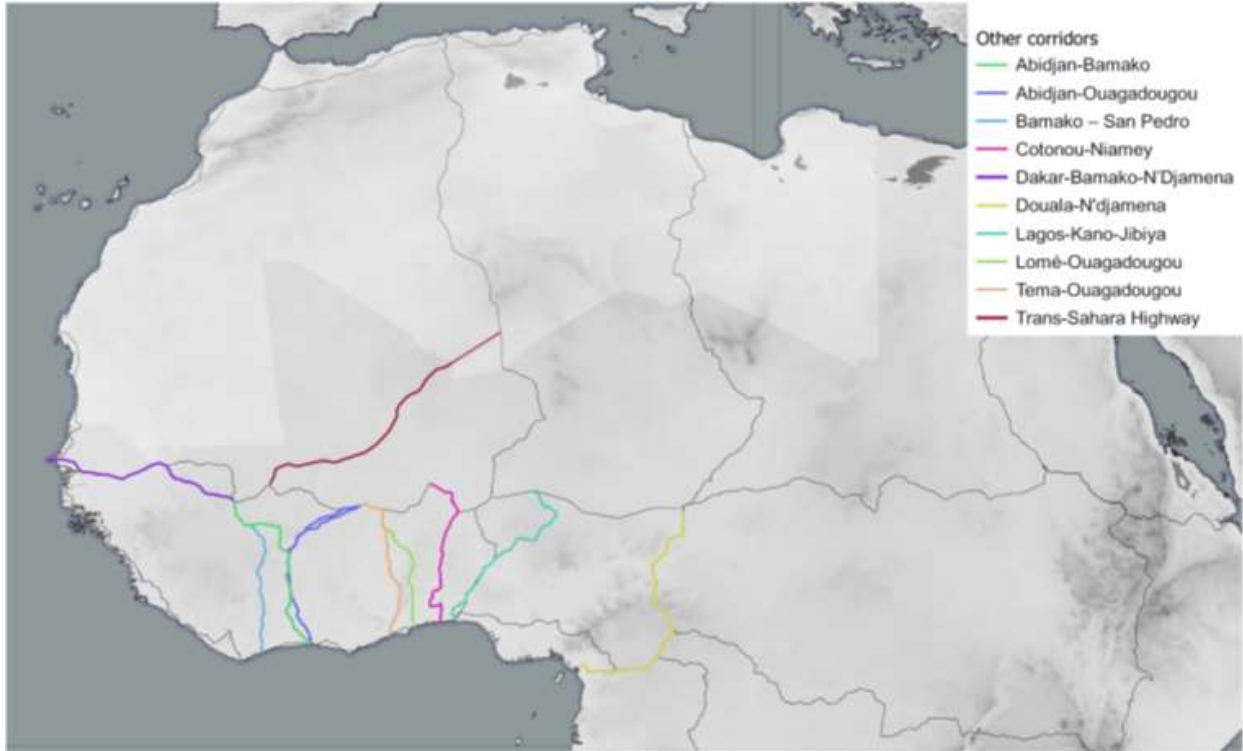 Other corridors
Abidjan-Bamako
Abidjan-Ouagadougou
Bamako – San Pedro
Cotonou-Niamey
Dakar-Bamako-N'Djamena
Douala-N'djamena
Lagos-Kano-Jibiya
Lomé-Ouagadougou
Tema-Ouagadougou
Trans-Sahara Highway